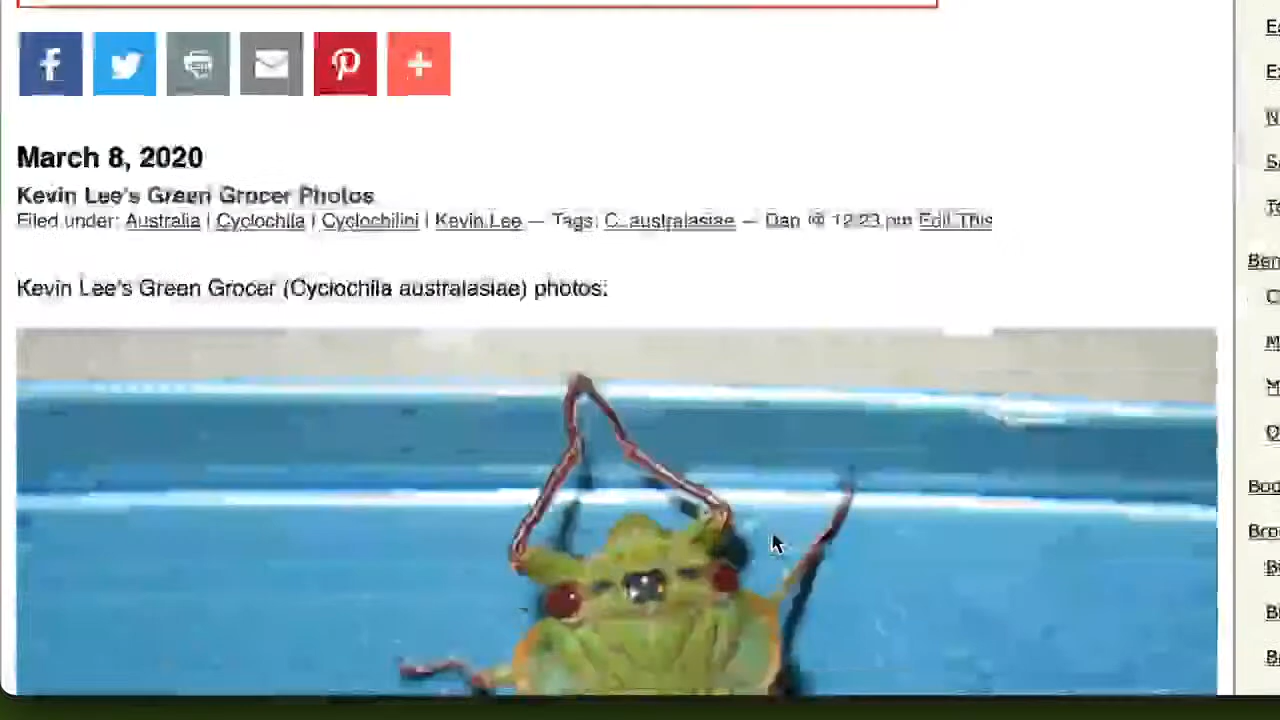 March 8, 2020
Kevin Lee's Green Grocer Photos
Filed under: Australia | Cyclochila | Cyclochilini | Kevin Lee — Tags: C. australasiae — Dan @ 12:23 pm Edit This
Kevin Lee's Green Grocer (Cyclochila australasiae) photos: